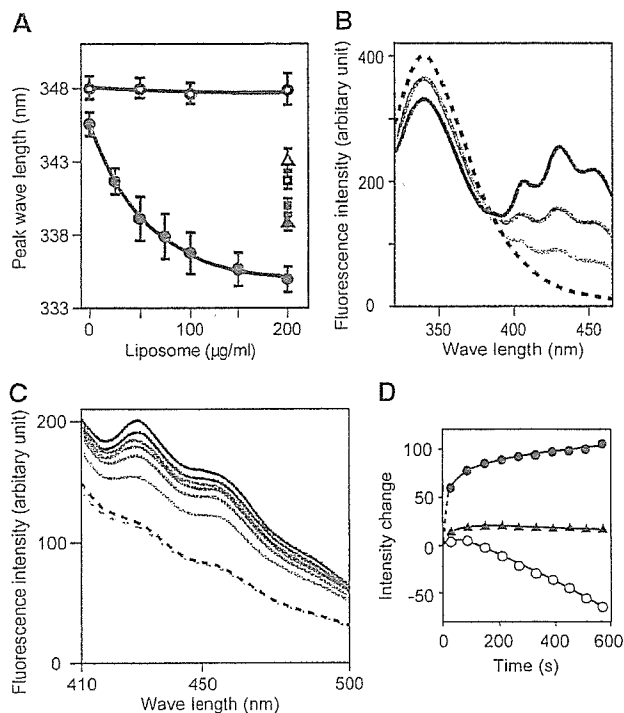 A
Peak wave length (nm)
348
343
338
333
0
50
100
150
200
Liposome (µg/ml)
B
Fluorescence intensity (arbitary unit)
400
200
0
350
400
450
Wave length (nm)
C
Fluorescence intensity (arbitary unit)
200
100
0
410
450
500
Wave length (nm)
D
Intensity change
100
50
0
-50
0
200
400
600
Time (s)